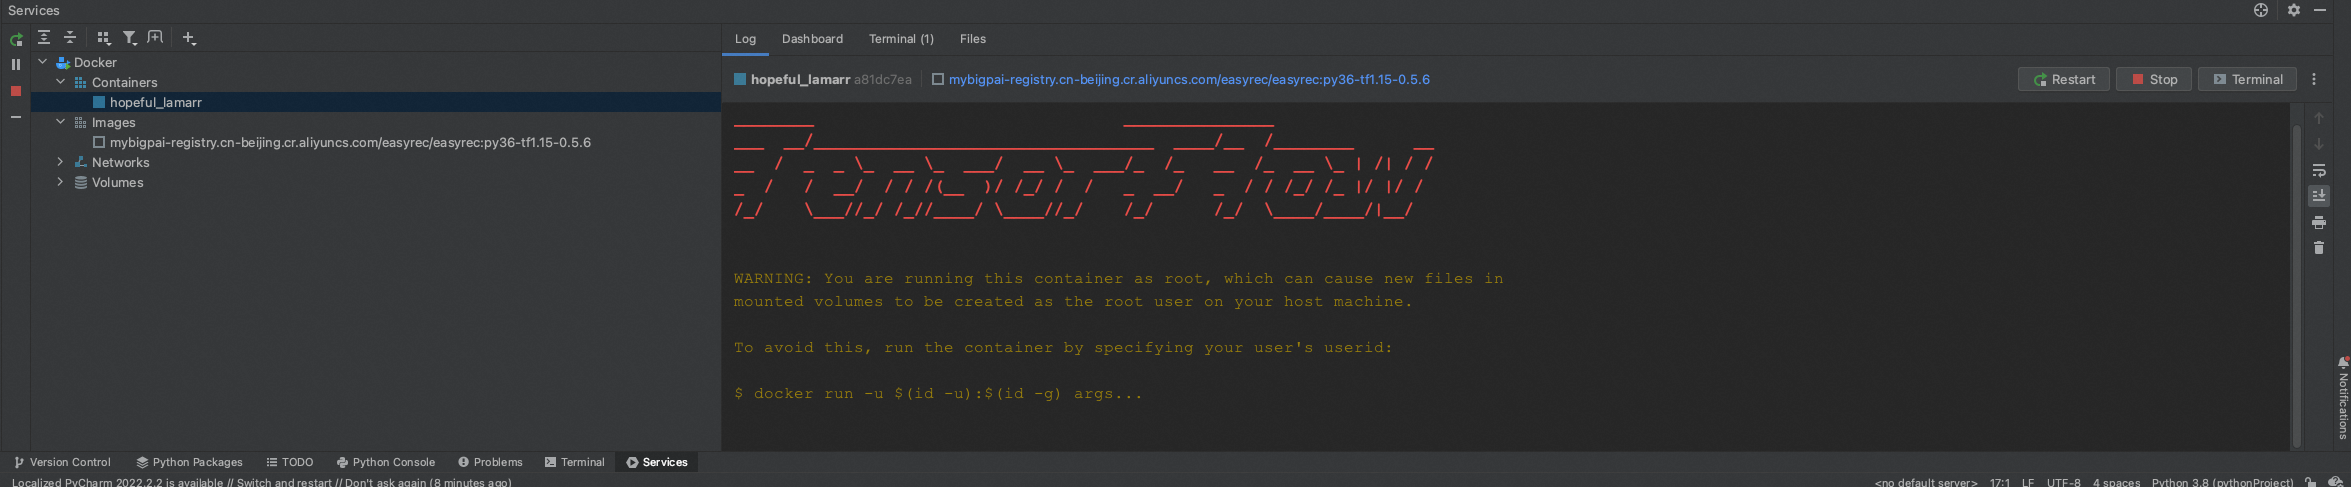 Services
Docker
Containers
hopeful_lamarr
Images
mybigpai-registry.cn-beijing.cr.aliyuncs.com/easyrec/easyrec:py36-tf1.15-0.5.6
Networks
Volumes
Log Dashboard Terminal (1) Files
hopeful_lamarr a81dc7ea mybigpai-registry.cn-beijing.cr.aliyuncs.com/easyrec/easyrec:py36-tf1.15-0.5.6 Restart Stop Terminal
TensorFlow
WARNING: You are running this container as root, which can cause new files in
mounted volumes to be created as the root user on your host machine.
To avoid this, run the container by specifying your user's userid:
$ docker run -u $(id -u):$(id -g) args...
Notifications
Version Control Python Packages TODO Python Console Problems Terminal Services
Localized PyCharm 2022.2.2 is available // Switch and restart // Don't ask again (8 minutes ago) <no default server> 17:1 LF UTF-8 4 spaces Python 3.8 (pythonProject)